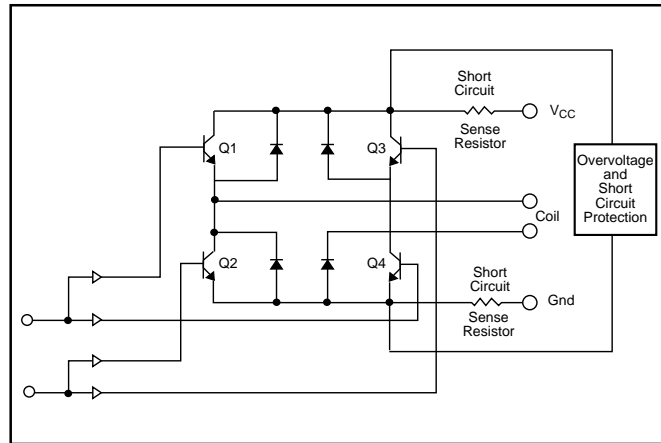 Short
Circuit
Sense
Resistor
VCC
Q1
Q3
Overvoltage
and
Short
Circuit
Protection
Coil
Q2
Q4
Short
Circuit
Sense
Resistor
Gnd